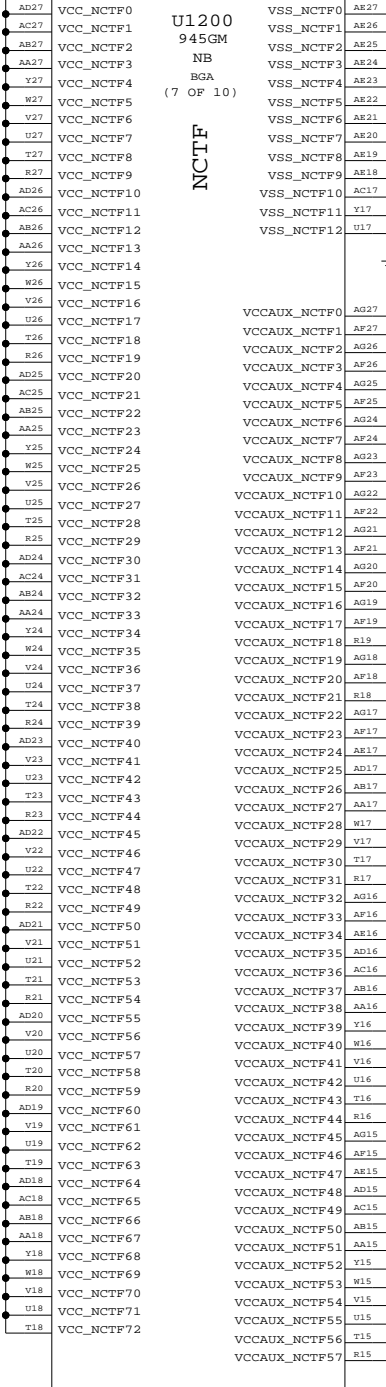 U1200
945GM
NB
BGA
(7 OF 10)
NCTF
AD27 VCC_NCTF0
AC27 VCC_NCTF1
AB27 VCC_NCTF2
AA27 VCC_NCTF3
Y27 VCC_NCTF4
W27 VCC_NCTF5
V27 VCC_NCTF6
U27 VCC_NCTF7
T27 VCC_NCTF8
R27 VCC_NCTF9
AD26 VCC_NCTF10
AC26 VCC_NCTF11
AB26 VCC_NCTF12
AA26 VCC_NCTF13
Y26 VCC_NCTF14
W26 VCC_NCTF15
V26 VCC_NCTF16
U26 VCC_NCTF17
T26 VCC_NCTF18
R26 VCC_NCTF19
AD25 VCC_NCTF20
AC25 VCC_NCTF21
AB25 VCC_NCTF22
AA25 VCC_NCTF23
Y25 VCC_NCTF24
W25 VCC_NCTF25
V25 VCC_NCTF26
U25 VCC_NCTF27
T25 VCC_NCTF28
R25 VCC_NCTF29
AD24 VCC_NCTF30
AC24 VCC_NCTF31
AB24 VCC_NCTF32
AA24 VCC_NCTF33
Y24 VCC_NCTF34
W24 VCC_NCTF35
V24 VCC_NCTF36
U24 VCC_NCTF37
T24 VCC_NCTF38
R24 VCC_NCTF39
AD23 VCC_NCTF40
V23 VCC_NCTF41
U23 VCC_NCTF42
T23 VCC_NCTF43
R23 VCC_NCTF44
AD22 VCC_NCTF45
V22 VCC_NCTF46
U22 VCC_NCTF47
T22 VCC_NCTF48
R22 VCC_NCTF49
AD21 VCC_NCTF50
V21 VCC_NCTF51
U21 VCC_NCTF52
T21 VCC_NCTF53
R21 VCC_NCTF54
AD20 VCC_NCTF55
V20 VCC_NCTF56
U20 VCC_NCTF57
T20 VCC_NCTF58
R20 VCC_NCTF59
AD19 VCC_NCTF60
V19 VCC_NCTF61
U19 VCC_NCTF62
T19 VCC_NCTF63
AD18 VCC_NCTF64
AC18 VCC_NCTF65
AB18 VCC_NCTF66
AA18 VCC_NCTF67
Y18 VCC_NCTF68
W18 VCC_NCTF69
V18 VCC_NCTF70
U18 VCC_NCTF71
T18 VCC_NCTF72
VSS_NCTF0 AE27
VSS_NCTF1 AE26
VSS_NCTF2 AE25
VSS_NCTF3 AE24
VSS_NCTF4 AE23
VSS_NCTF5 AE22
VSS_NCTF6 AE21
VSS_NCTF7 AE20
VSS_NCTF8 AE19
VSS_NCTF9 AE18
VSS_NCTF10 AC17
VSS_NCTF11 Y17
VSS_NCTF12 U17
VCCAUX_NCTF0 AG27
VCCAUX_NCTF1 AF27
VCCAUX_NCTF2 AG26
VCCAUX_NCTF3 AF26
VCCAUX_NCTF4 AG25
VCCAUX_NCTF5 AF25
VCCAUX_NCTF6 AG24
VCCAUX_NCTF7 AF24
VCCAUX_NCTF8 AG23
VCCAUX_NCTF9 AF23
VCCAUX_NCTF10 AG22
VCCAUX_NCTF11 AF22
VCCAUX_NCTF12 AG21
VCCAUX_NCTF13 AF21
VCCAUX_NCTF14 AG20
VCCAUX_NCTF15 AF20
VCCAUX_NCTF16 AG19
VCCAUX_NCTF17 AF19
VCCAUX_NCTF18 R19
VCCAUX_NCTF19 AG18
VCCAUX_NCTF20 AF18
VCCAUX_NCTF21 R18
VCCAUX_NCTF22 AG17
VCCAUX_NCTF23 AF17
VCCAUX_NCTF24 AE17
VCCAUX_NCTF25 AD17
VCCAUX_NCTF26 AB17
VCCAUX_NCTF27 AA17
VCCAUX_NCTF28 W17
VCCAUX_NCTF29 V17
VCCAUX_NCTF30 T17
VCCAUX_NCTF31 R17
VCCAUX_NCTF32 AG16
VCCAUX_NCTF33 AF16
VCCAUX_NCTF34 AE16
VCCAUX_NCTF35 AD16
VCCAUX_NCTF36 AC16
VCCAUX_NCTF37 AB16
VCCAUX_NCTF38 AA16
VCCAUX_NCTF39 Y16
VCCAUX_NCTF40 W16
VCCAUX_NCTF41 V16
VCCAUX_NCTF42 U16
VCCAUX_NCTF43 T16
VCCAUX_NCTF44 R16
VCCAUX_NCTF45 AG15
VCCAUX_NCTF46 AF15
VCCAUX_NCTF47 AE15
VCCAUX_NCTF48 AD15
VCCAUX_NCTF49 AC15
VCCAUX_NCTF50 AB15
VCCAUX_NCTF51 AA15
VCCAUX_NCTF52 Y15
VCCAUX_NCTF53 W15
VCCAUX_NCTF54 V15
VCCAUX_NCTF55 U15
VCCAUX_NCTF56 T15
VCCAUX_NCTF57 R15